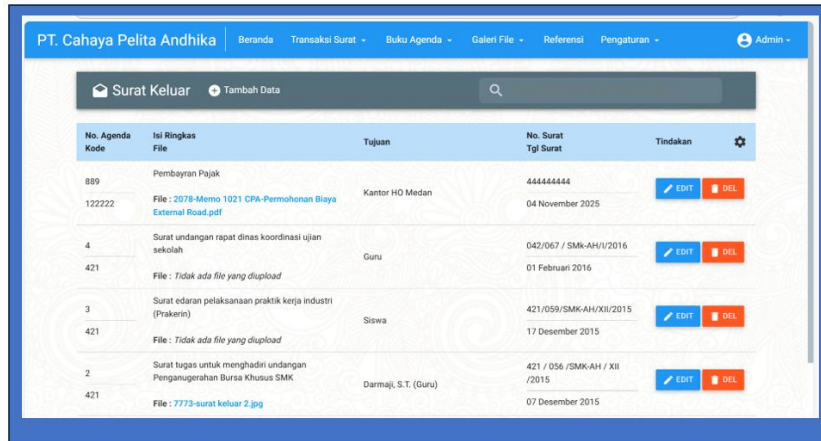 PT. Cahaya Pelita Andhika Beranda Transaksi Surat Buku Agenda Galeri File Referensi Pengaturan Admin
Surat Keluar Tambah Data
No. Agenda Isi Ringkas Tujuan No. Surat Tindakan
Kode File Tgl Surat
889 Pembayran Pajak Kantor HO Medan 444444444 EDIT DEL
122222 File : 2078-Memo 1021 CPA-Permohonan Biaya 04 November 2025
External Road.pdf
4 Surat undangan rapat dinas koordinasi ujian 042/067 / SMk-AH/I/2016 EDIT DEL
sekolah Guru
421 File : Tidak ada file yang diupload 01 Februari 2016
3 Surat edaran pelaksanaan praktik kerja industri 421/059/SMK-AH/XII/2015 EDIT DEL
(Prakerin) Siswa
421 File : Tidak ada file yang diupload 17 Desember 2015
2 Surat tugas untuk menghadiri undangan 421 / 056 /SMK-AH / XII EDIT DEL
Penganugerahan Bursa Khusus SMK Darmaji, S.T. (Guru) /2015
421 File : 7773-surat keluar 2.jpg 07 Desember 2015